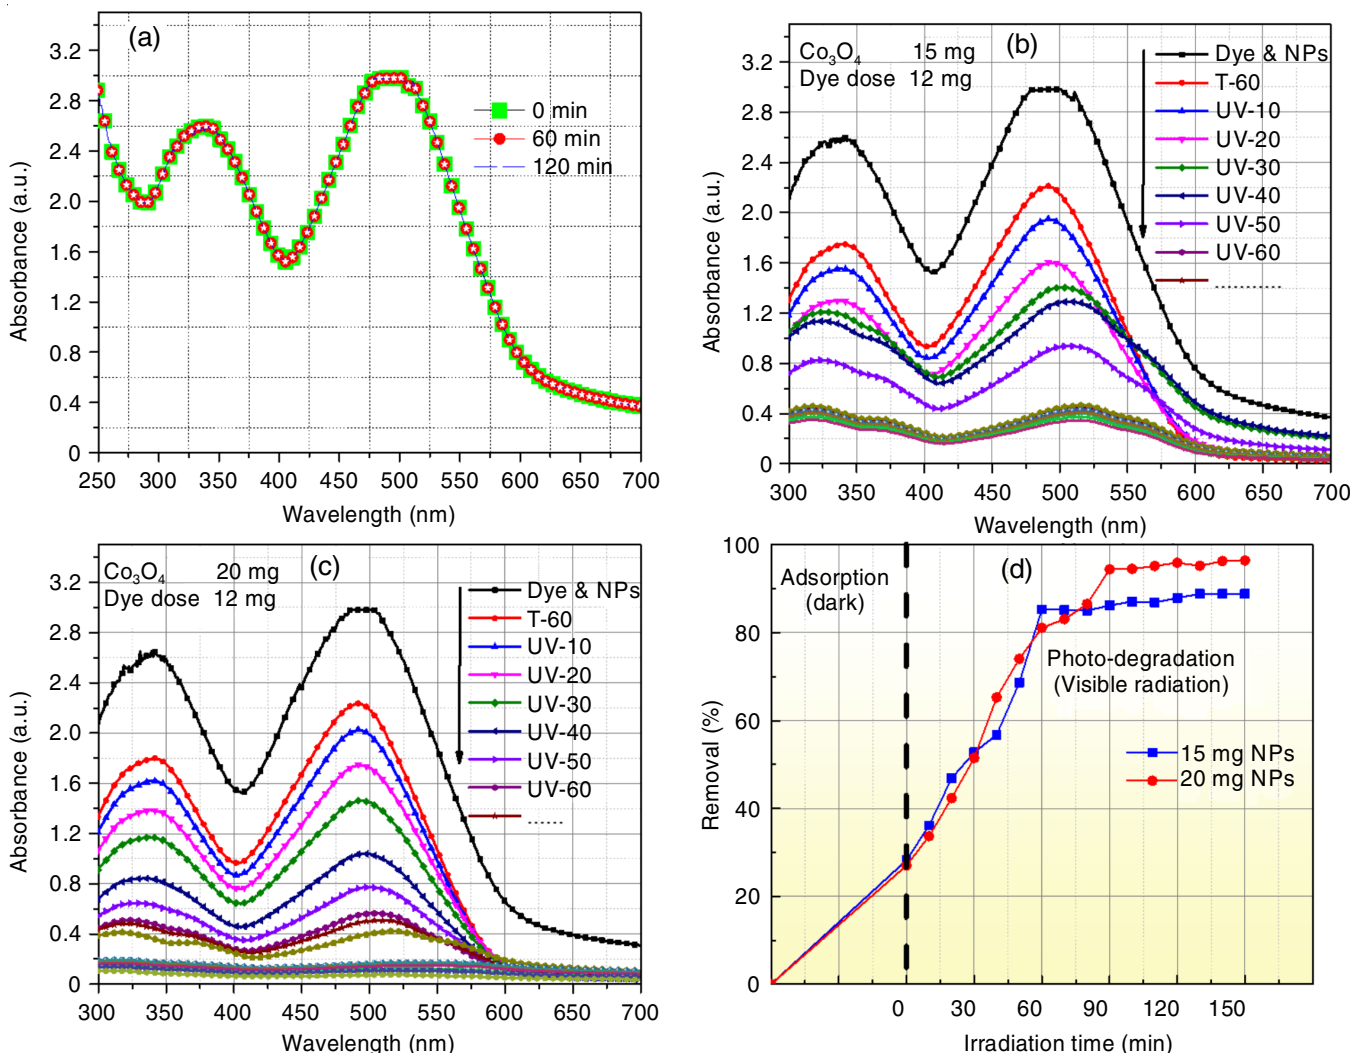 (a)
3.2
2.8
2.4
2.0
1.6
1.2
0.8
0.4
0
Absorbance (a.u.)
0 min
60 min
120 min
250 300 350 400 450 500 550 600 650 700
Wavelength (nm)
(b)
Co₃O₄ 15 mg
Dye dose 12 mg
3.2
2.8
2.4
2.0
1.6
1.2
0.8
0.4
0
Absorbance (a.u.)
Dye & NPs
T-60
UV-10
UV-20
UV-30
UV-40
UV-50
UV-60
..........
300 350 400 450 500 550 600 650 700
Wavelength (nm)
(c)
Co₃O₄ 20 mg
Dye dose 12 mg
3.2
2.8
2.4
2.0
1.6
1.2
0.8
0.4
0
Absorbance (a.u.)
Dye & NPs
T-60
UV-10
UV-20
UV-30
UV-40
UV-50
UV-60
......
300 350 400 450 500 550 600 650 700
Wavelength (nm)
(d)
100
80
60
40
20
0
Removal (%)
Adsorption
(dark)
Photo-degradation
(Visible radiation)
15 mg NPs
20 mg NPs
0 30 60 90 120 150
Irradiation time (min)